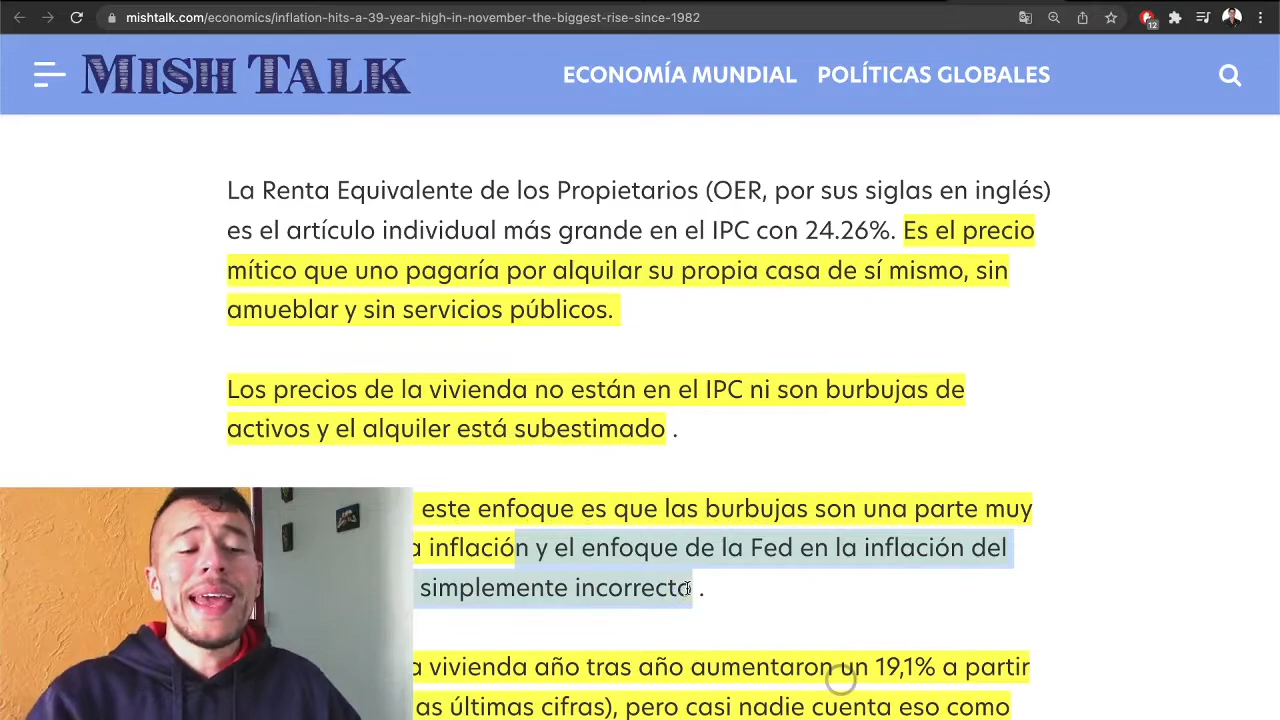 mishtalk.com/economics/inflation-hits-a-39-year-high-in-november-the-biggest-rise-since-1982
12
MISH TALK
ECONOMÍA MUNDIAL POLÍTICAS GLOBALES
La Renta Equivalente de los Propietarios (OER, por sus siglas en inglés)
es el artículo individual más grande en el IPC con 24.26%. Es el precio
mítico que uno pagaría por alquilar su propia casa de sí mismo, sin
amueblar y sin servicios públicos.
Los precios de la vivienda no están en el IPC ni son burbujas de
activos y el alquiler está subestimado .
este enfoque es que las burbujas son una parte muy
a inflación y el enfoque de la Fed en la inflación del
simplemente incorrecto .
a vivienda año tras año aumentaron un 19,1% a partir
as últimas cifras), pero casi nadie cuenta eso como